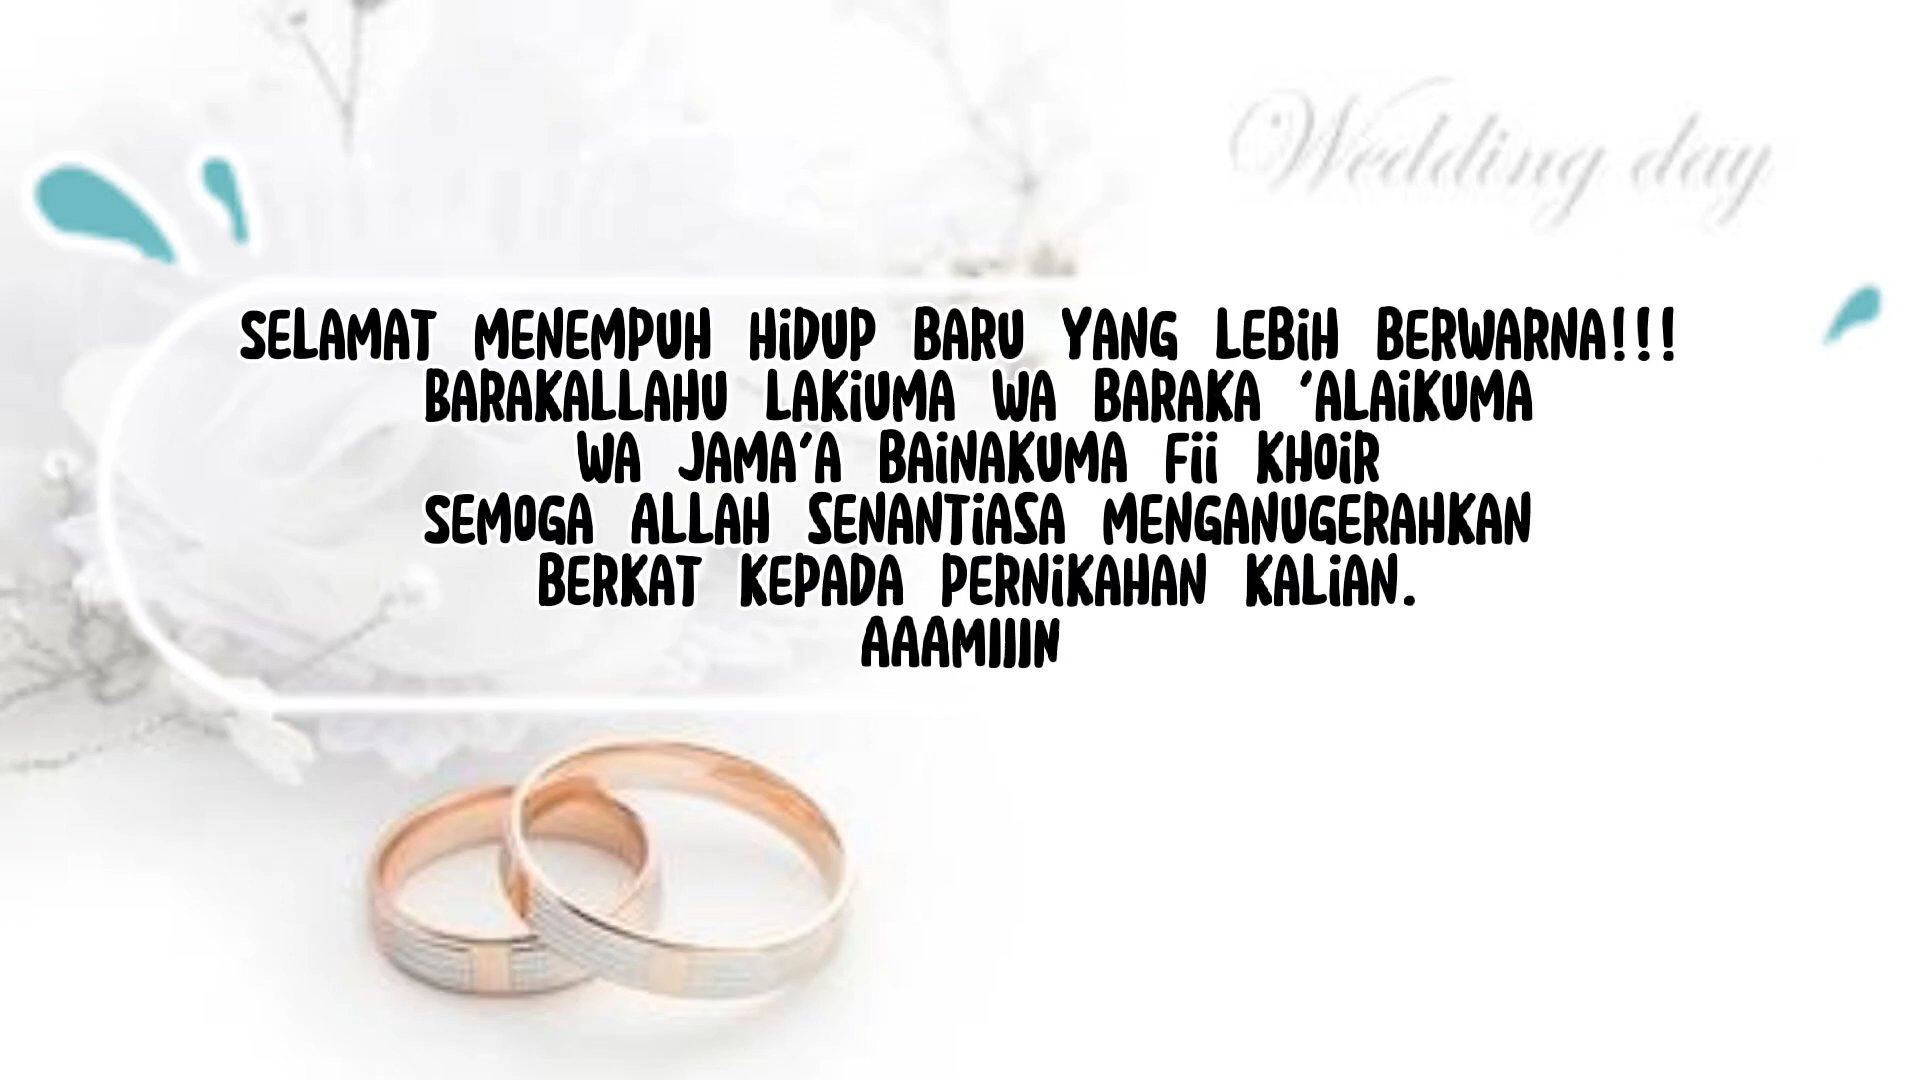 Wedding day
SELAMAT MENEMPUH HiDUP BARU YANG LEBiH BERWARNA!!!
BARAKALLAHU LAKiUMA WA BARAKA 'ALAiKUMA
WA JAMA'A BAiNAKUMA Fii KHOiR
SEMOGA ALLAH SENANTiASA MENGANUGERAHKAN
BERKAT KEPADA PERNiKAHAN KALiAN.
AAAMIIIN